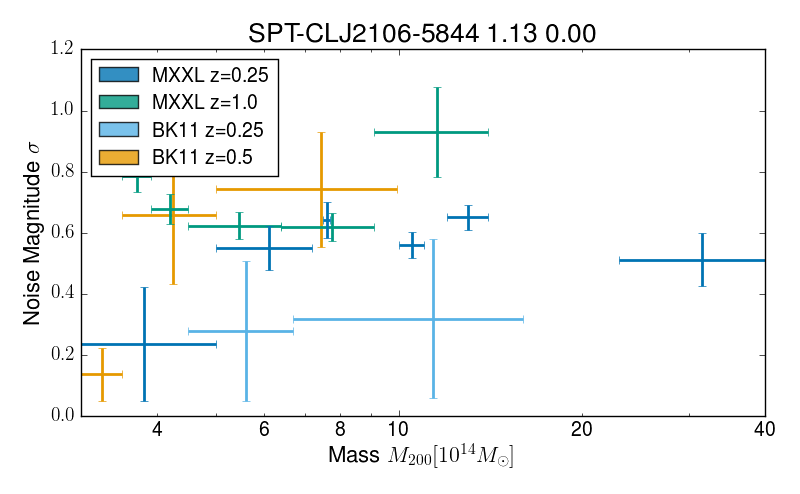 SPT-CLJ2106-5844 1.13 0.00
1.2
1.0
0.8
0.6
0.4
0.2
0.0
Noise Magnitude σ
MXXL z=0.25
MXXL z=1.0
BK11 z=0.25
BK11 z=0.5
4 6 8 10 20 40
Mass M₂₀₀[10¹⁴M☉]